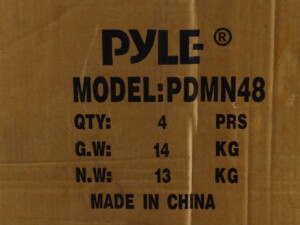 PYLE®
MODEL:PDMN48
QTY: 4 PRS
G.W: 14 KG
N.W: 13 KG
MADE IN CHINA